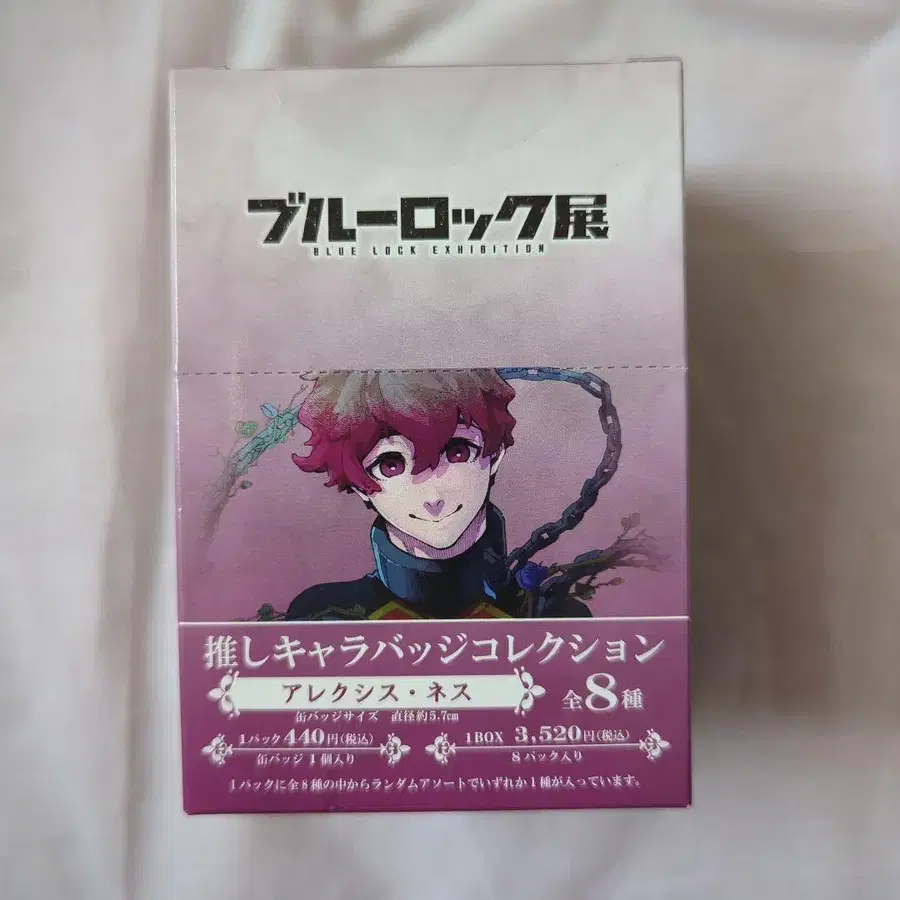 ブルーロック展
BLUE LOCK EXHIBITION
推しキャラバッジコレクション
アレクシス・ネス
全8種
缶バッジサイズ 直径約5.7cm
1パック440円(税込)
缶バッジ1個入り
1BOX 3,520円(税込)
8パック入り
1パックに全8種の中からランダムアソートでいずれか1種が入っています。